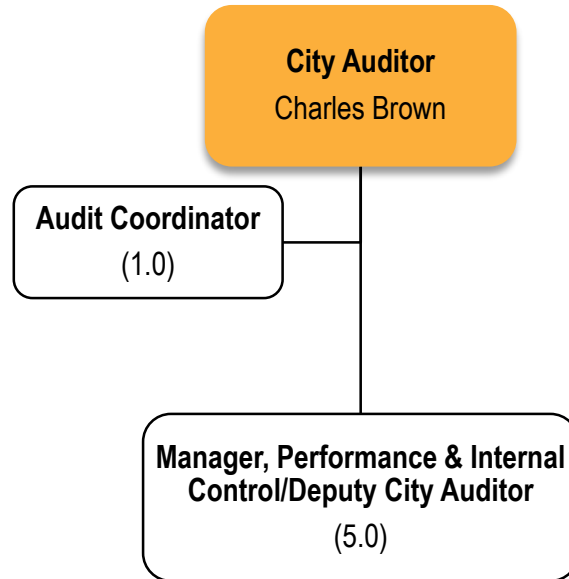 City Auditor
Charles Brown
Audit Coordinator
(1.0)
Manager, Performance & Internal
Control/Deputy City Auditor
(5.0)